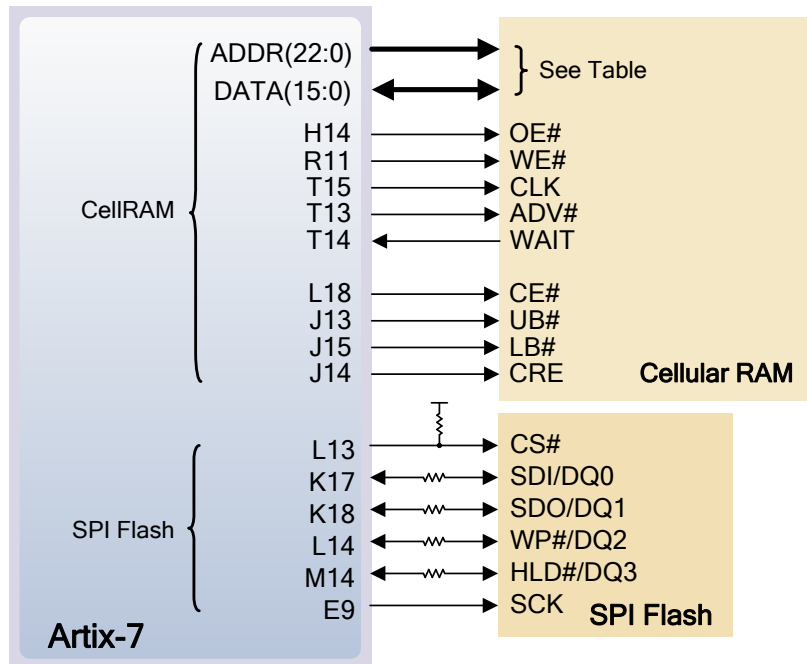 ADDR(22:0)
DATA(15:0)
See Table
H14 OE#
R11 WE#
T15 CLK
CellRAM
T13 ADV#
T14 WAIT
L18 CE#
J13 UB#
J15 LB#
J14 CRE
Cellular RAM
L13 CS#
K17 SDI/DQ0
K18 SDO/DQ1
SPI Flash
L14 WP#/DQ2
M14 HLD#/DQ3
E9 SCK
SPI Flash
Artix-7